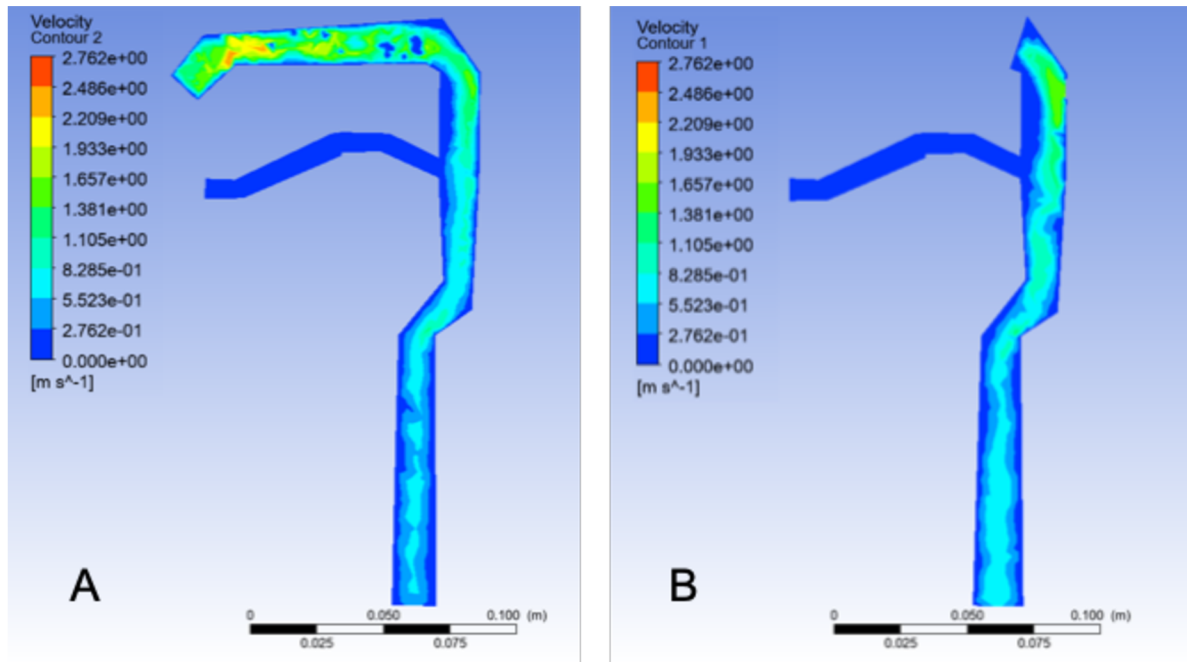 Velocity
Contour 2
2.762e+00
2.486e+00
2.209e+00
1.933e+00
1.657e+00
1.381e+00
1.105e+00
8.285e-01
5.523e-01
2.762e-01
0.000e+00
[m s^-1]
A
0 0.050 0.100 (m)
0.025 0.075
Velocity
Contour 1
2.762e+00
2.486e+00
2.209e+00
1.933e+00
1.657e+00
1.381e+00
1.105e+00
8.285e-01
5.523e-01
2.762e-01
0.000e+00
[m s^-1]
B
0 0.050 0.100 (m)
0.025 0.075